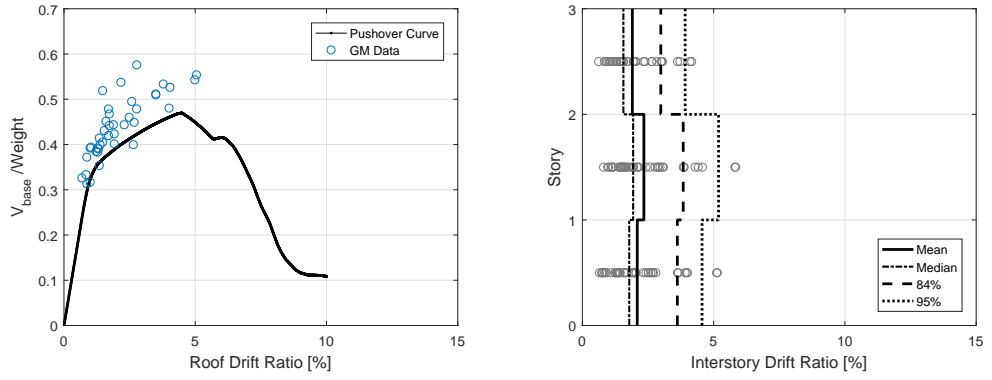 0.7
0.6
0.5
0.4
0.3
0.2
0.1
0
V_base /Weight
Pushover Curve
GM Data
0 5 10 15
Roof Drift Ratio [%]
3
2
1
0
Story
Mean
Median
84%
95%
0 5 10 15
Interstory Drift Ratio [%]